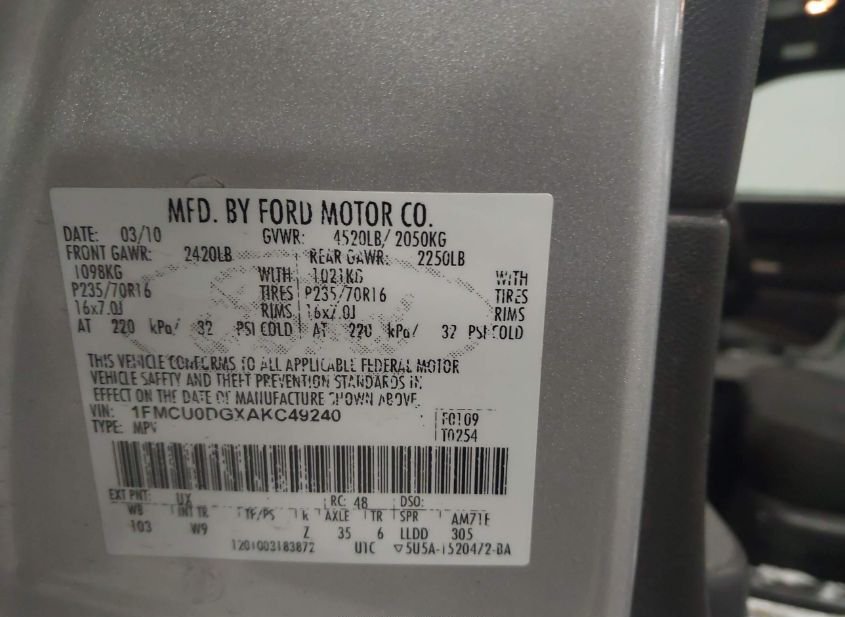 MFD. BY FORD MOTOR CO.
DATE: 03/10 GVWR: 4520LB/ 2050KG
FRONT GAWR: 2420LB REAR GAWR: 2250LB
1098KG WITH 1021KG WITH
P235/70R16 TIRES P235/70R16 TIRES
16x7.0J RIMS 16x7.0J RIMS
AT 220 kPa/ 32 PSI COLD AT 220 kPa/ 32 PSI COLD
THIS VEHICLE CONFORMS TO ALL APPLICABLE FEDERAL MOTOR
VEHICLE SAFETY AND THEFT PREVENTION STANDARDS IN
EFFECT ON THE DATE OF MANUFACTURE SHOWN ABOVE.
VIN: 1FMCU0DGXAKC49240 F0109
TYPE: MPV T0254
EXT PNT: UX RC: 48 DSO:
WB INT TR TP/PS R AXLE TR SPR AM71E
103 W9 Z 35 6 LLDD 305
1201003183872 UTC ▽5U5A-15204/2-BA